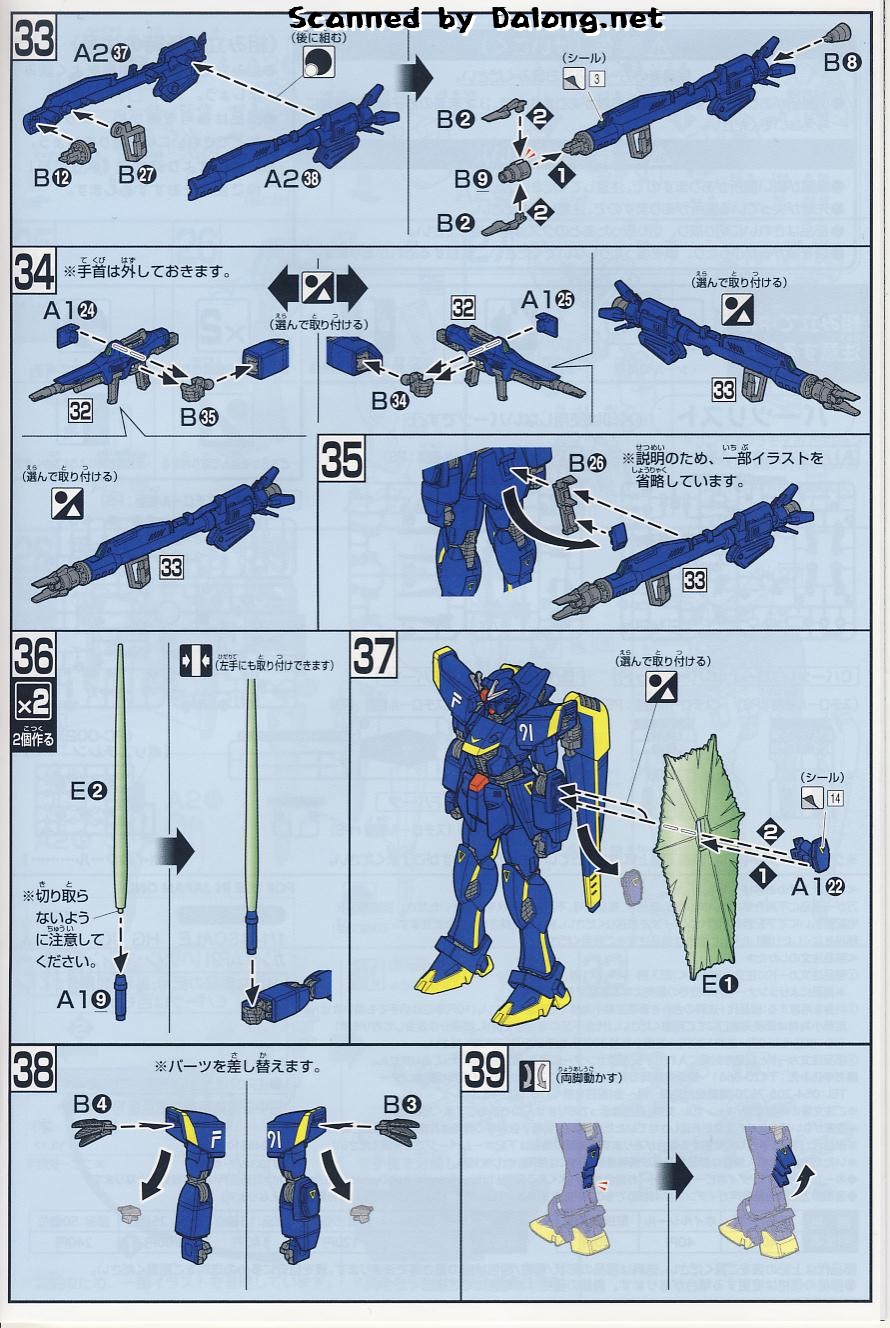 Scanned by Dalong.net
33
A2 37
(後に組む)
B 12
B 27
A2 38
(シール)
3
B 8
B 2
2
B 9
1
B 2
2
34
※手首は外しておきます。
(選んで取り付ける)
A1 24
32
B 35
32
A1 25
B 34
(選んで取り付ける)
33
(選んで取り付ける)
33
35
B 26
※説明のため、一部イラストを
省略しています。
33
36
×2
2個作る
(左手にも取り付けできます)
E 2
※切り取ら
ないよう
に注意して
ください。
A1 9
37
F
91
(選んで取り付ける)
(シール)
14
2
1
A1 22
E 1
38
※パーツを差し替えます。
B 4
F
91
B 3
39
(両脚動かす)